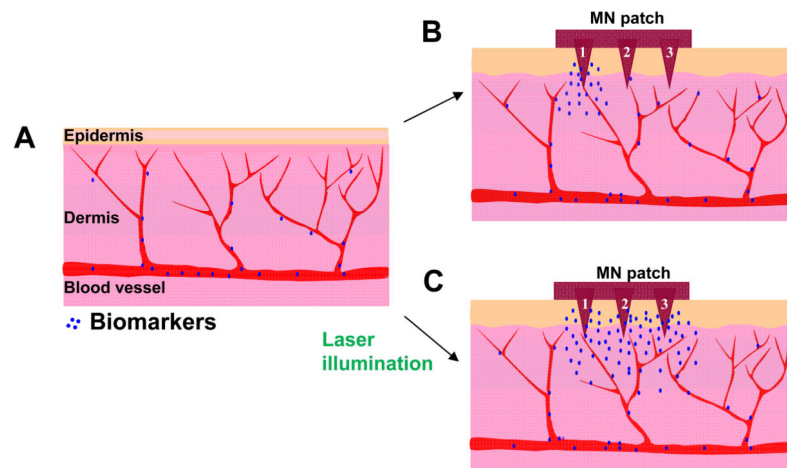 A
Epidermis
Dermis
Blood vessel
Biomarkers
Laser
illumination
B
MN patch
1 2 3
C
MN patch
1 2 3